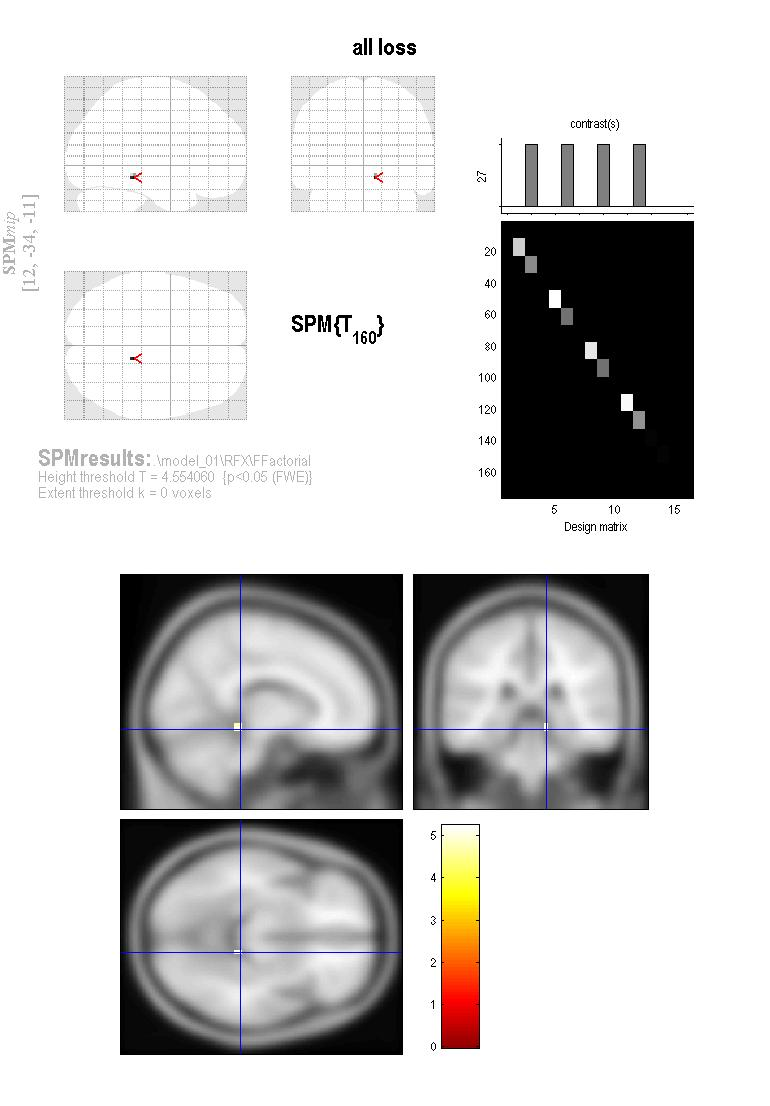 all loss
SPMmip
[12, -34, -11]
SPM{T160}
SPMresults: .\model_01\RFX\FFactorial
Height threshold T = 4.554060 {p<0.05 (FWE)}
Extent threshold k = 0 voxels
contrast(s)
27
20
40
60
80
100
120
140
160
5 10 15
Design matrix
5
4
3
2
1
0